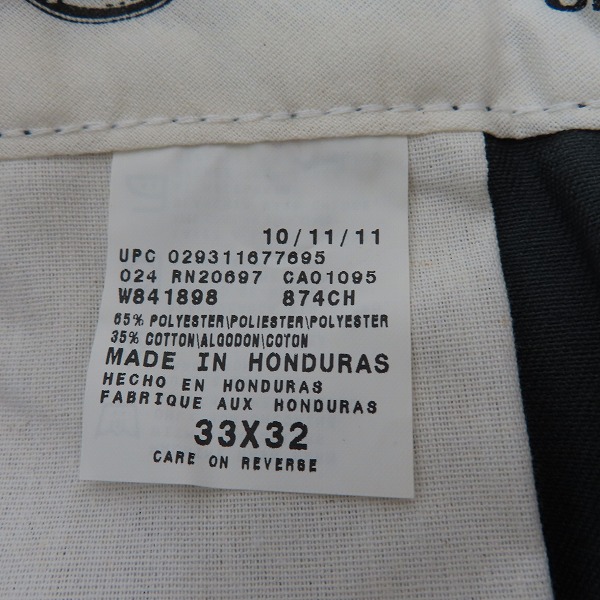 10/11/11
UPC 029311677695
024 RN20697 CA01095
W841898 874CH
65% POLYESTER\POLIESTER\POLYESTER
35% COTTON\ALGODON\COTON
MADE IN HONDURAS
HECHO EN HONDURAS
FABRIQUE AUX HONDURAS
33X32
CARE ON REVERSE